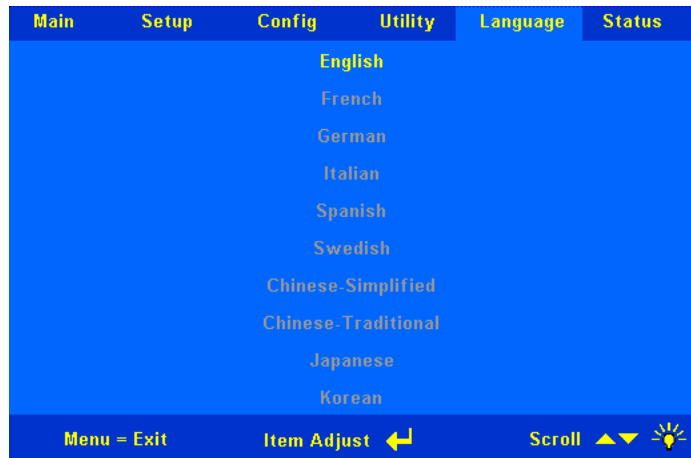 Main Setup Config Utility Language Status
English
French
German
Italian
Spanish
Swedish
Chinese-Simplified
Chinese-Traditional
Japanese
Korean
Menu = Exit Item Adjust Scroll